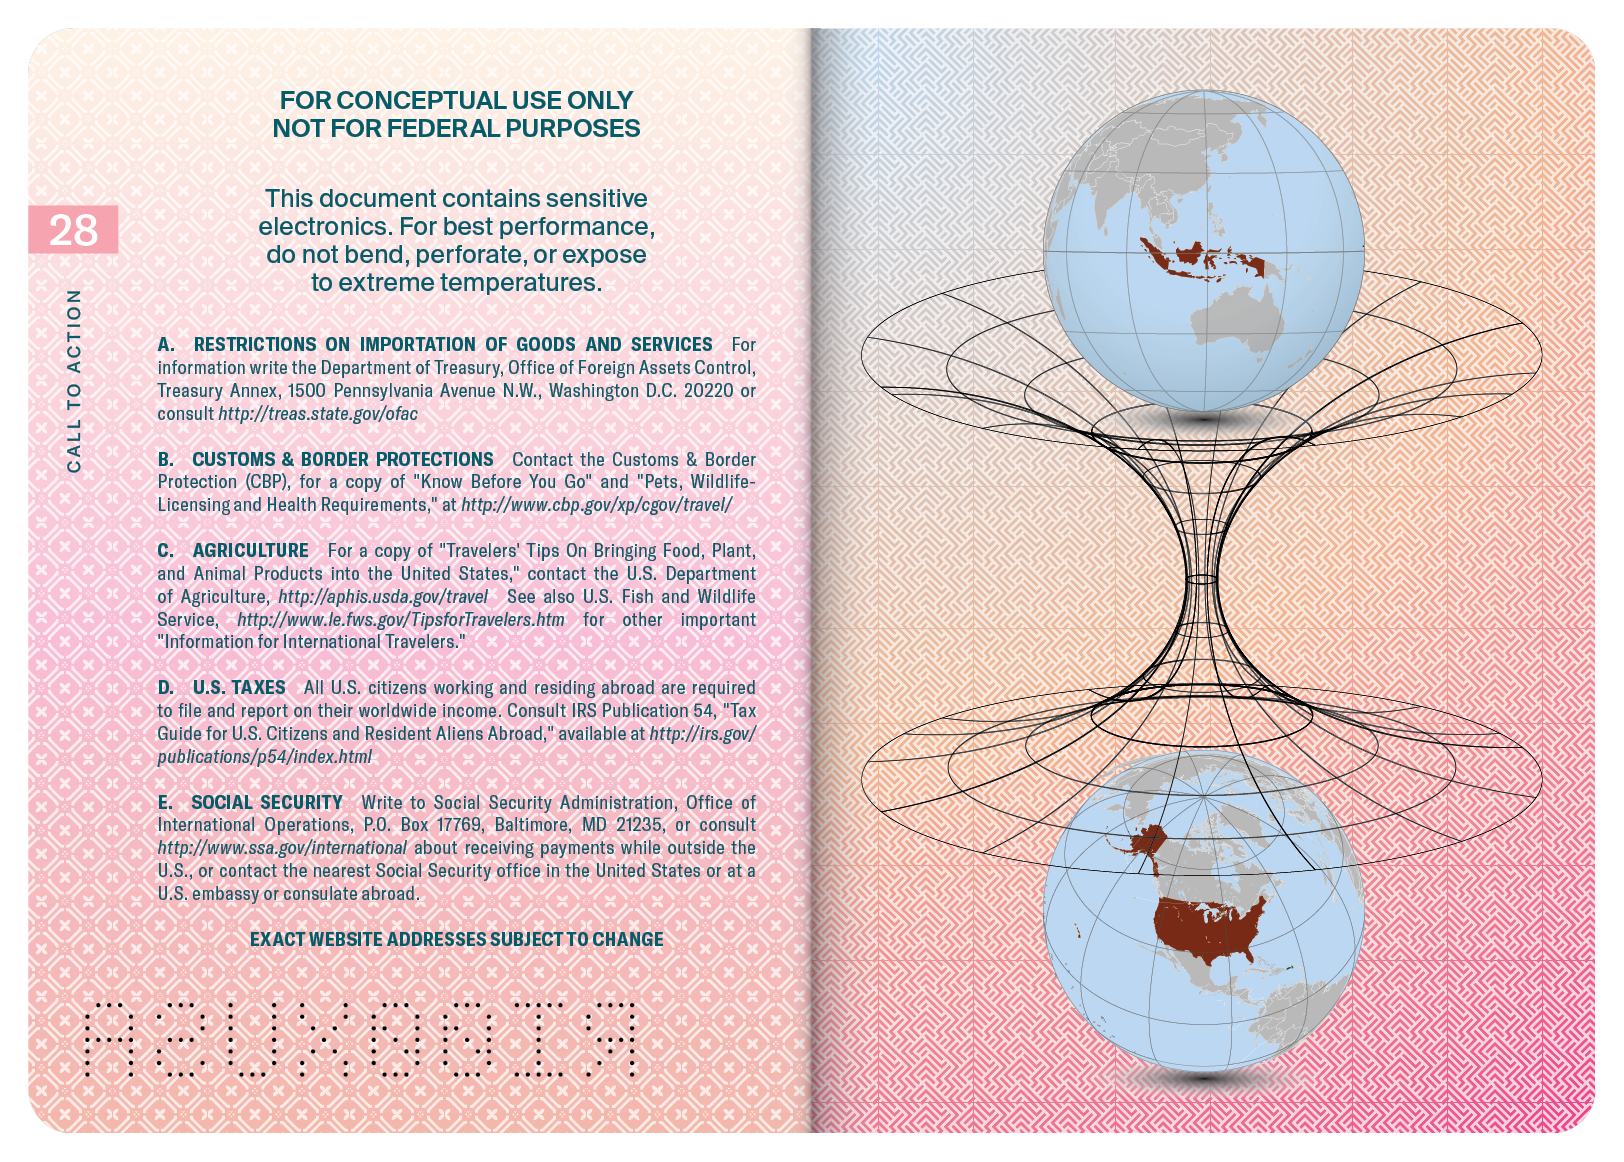 FOR CONCEPTUAL USE ONLY
NOT FOR FEDERAL PURPOSES
This document contains sensitive
electronics. For best performance,
do not bend, perforate, or expose
to extreme temperatures.
28
CALL TO ACTION
A. RESTRICTIONS ON IMPORTATION OF GOODS AND SERVICES For
information write the Department of Treasury, Office of Foreign Assets Control,
Treasury Annex, 1500 Pennsylvania Avenue N.W., Washington D.C. 20220 or
consult http://treas.state.gov/ofac
B. CUSTOMS & BORDER PROTECTIONS Contact the Customs & Border
Protection (CBP), for a copy of "Know Before You Go" and "Pets, Wildlife-
Licensing and Health Requirements," at http://www.cbp.gov/xp/cgov/travel/
C. AGRICULTURE For a copy of "Travelers' Tips On Bringing Food, Plant,
and Animal Products into the United States," contact the U.S. Department
of Agriculture, http://aphis.usda.gov/travel See also U.S. Fish and Wildlife
Service, http://www.le.fws.gov/TipsforTravelers.htm for other important
"Information for International Travelers."
D. U.S. TAXES All U.S. citizens working and residing abroad are required
to file and report on their worldwide income. Consult IRS Publication 54, "Tax
Guide for U.S. Citizens and Resident Aliens Abroad," available at http://irs.gov/
publications/p54/index.html
E. SOCIAL SECURITY Write to Social Security Administration, Office of
International Operations, P.O. Box 17769, Baltimore, MD 21235, or consult
http://www.ssa.gov/international about receiving payments while outside the
U.S., or contact the nearest Social Security office in the United States or at a
U.S. embassy or consulate abroad.
EXACT WEBSITE ADDRESSES SUBJECT TO CHANGE